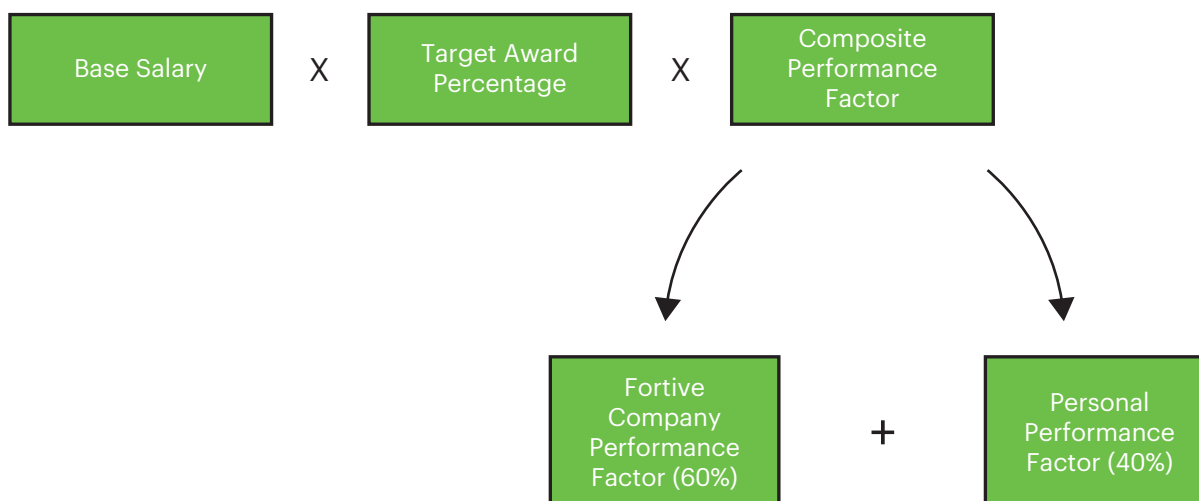 Base Salary
X
Target Award
Percentage
X
Composite
Performance
Factor
Fortive
Company
Performance
Factor (60%)
+
Personal
Performance
Factor (40%)